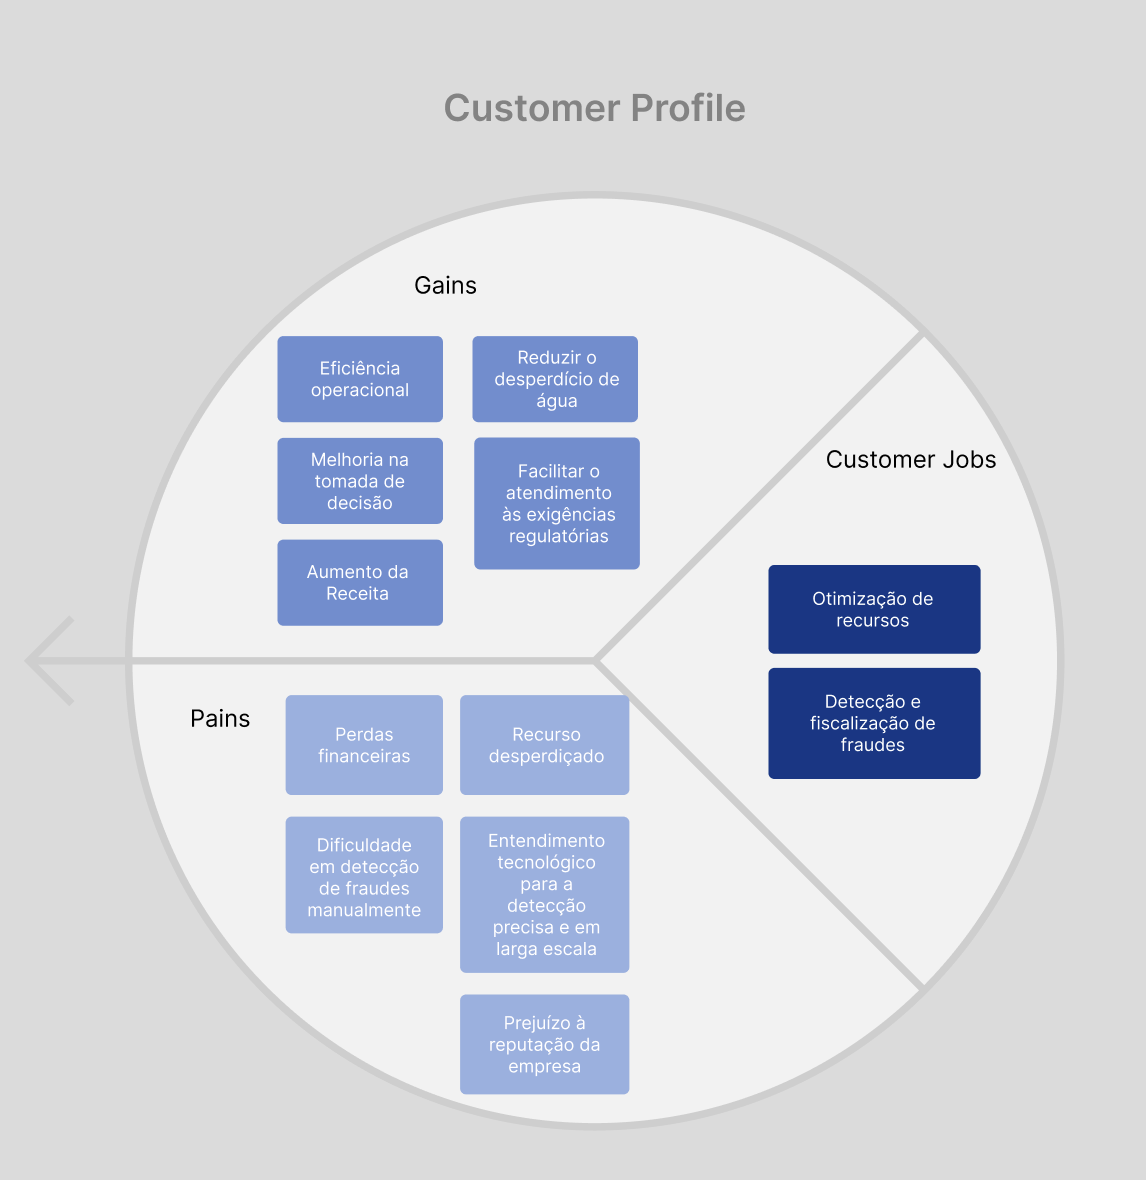 Customer Profile
Gains
Eficiência
operacional
Reduzir o
desperdício de
água
Melhoria na
tomada de
decisão
Facilitar o
atendimento
às exigências
regulatórias
Aumento da
Receita
Customer Jobs
Otimização de
recursos
Detecção e
fiscalização de
fraudes
Pains
Perdas
financeiras
Recurso
desperdiçado
Dificuldade
em detecção
de fraudes
manualmente
Entendimento
tecnológico
para a
detecção
precisa e em
larga escala
Prejuízo à
reputação da
empresa